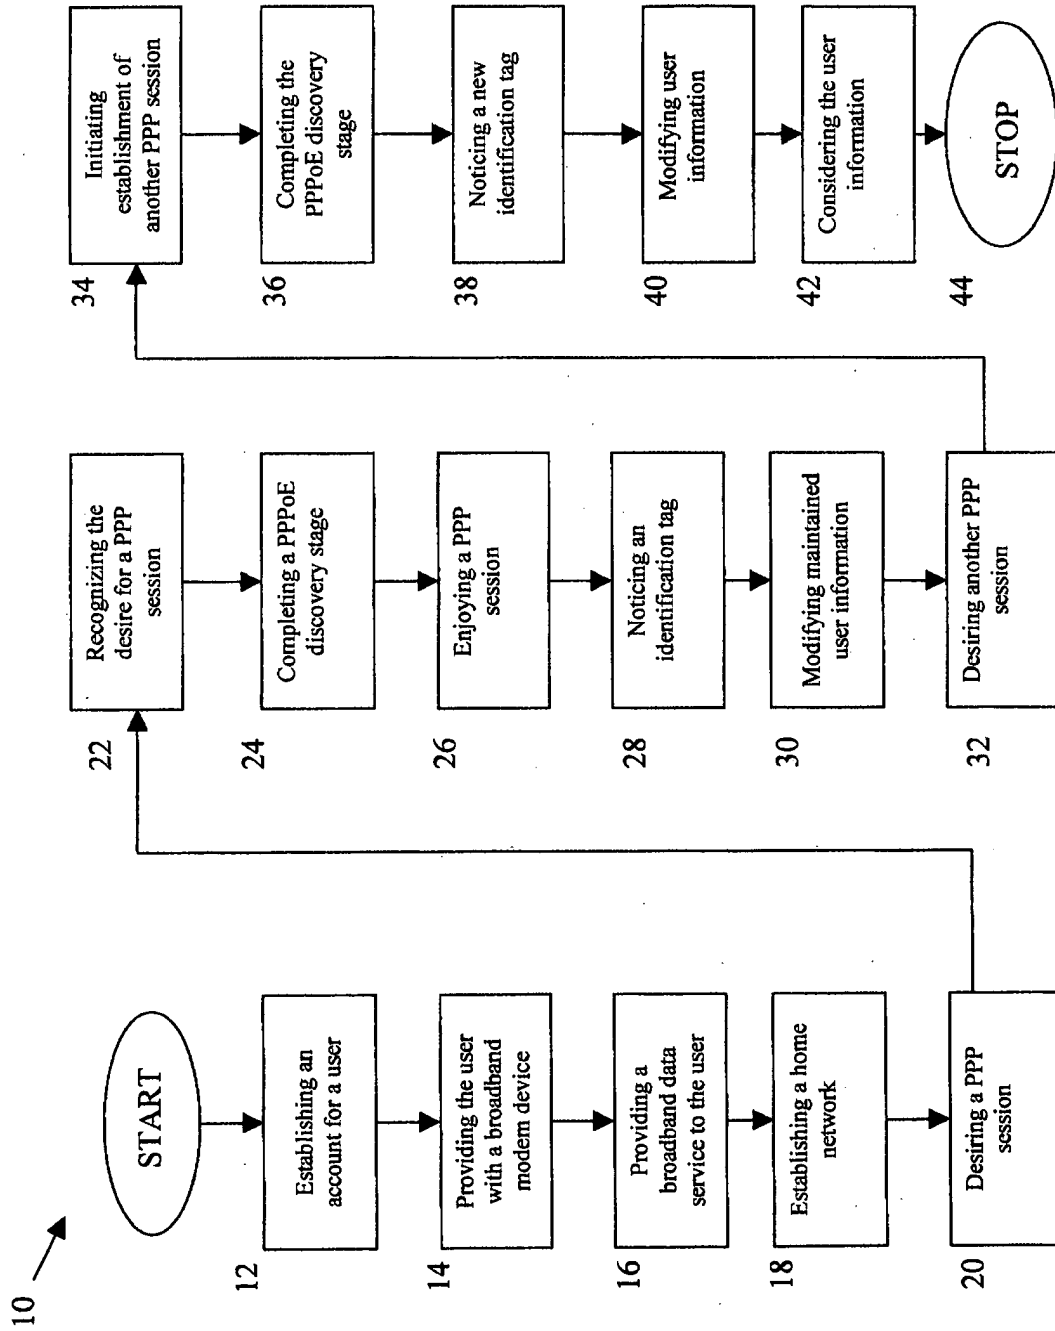 10
START
12
Establishing an
account for a user
14
Providing the user
with a broadband
modem device
16
Providing a
broadband data
service to the user
18
Establishing a home
network
20
Desiring a PPP
session
22
Recognizing the
desire for a PPP
session
24
Completing a PPPoE
discovery stage
26
Enjoying a PPP
session
28
Noticing an
identification tag
30
Modifying maintained
user information
32
Desiring another PPP
session
34
Initiating
establishment of
another PPP session
36
Completing the
PPPoE discovery
stage
38
Noticing a new
identification tag
40
Modifying user
information
42
Considering the user
information
44
STOP